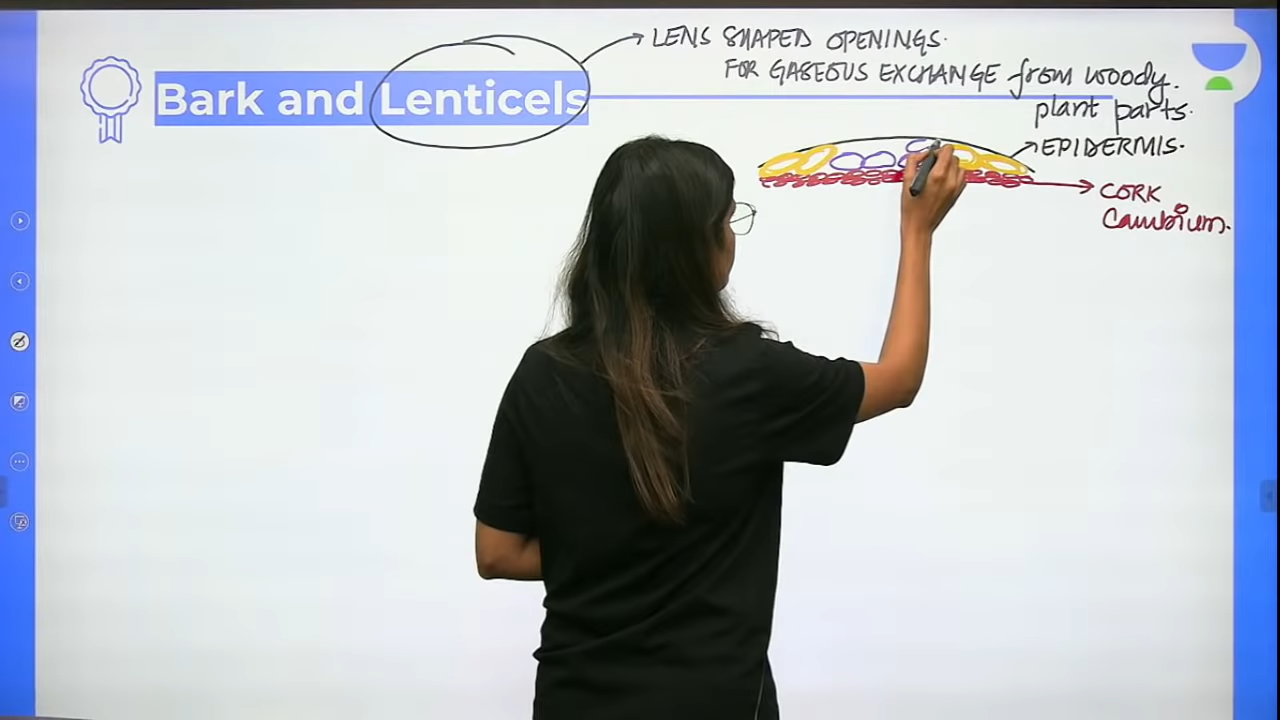 LENS SHAPED OPENINGS.
FOR GASEOUS EXCHANGE from woody
plant parts.
Bark and Lenticels
EPIDERMIS.
CORK
Cambium.